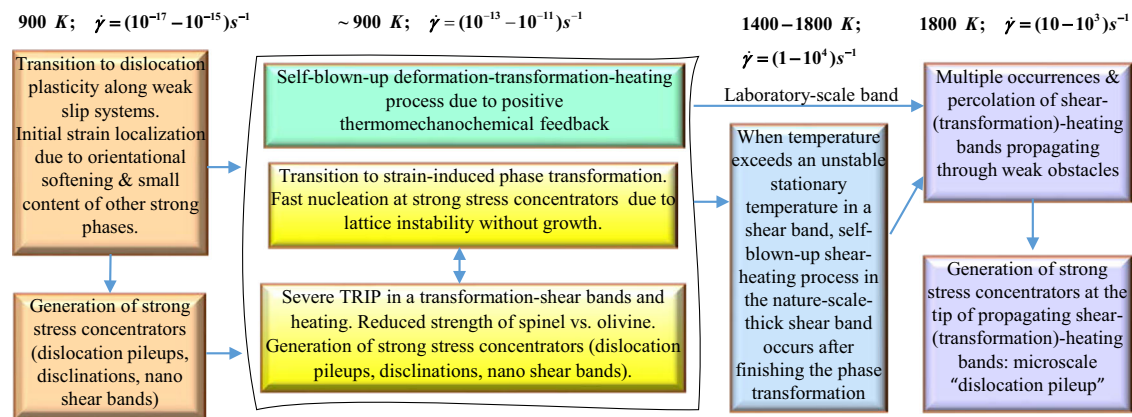 900 K; γ̇ = (10⁻¹⁷ – 10⁻¹⁵)s⁻¹
Transition to dislocation
plasticity along weak
slip systems.
Initial strain localization
due to orientational
softening & small
content of other strong
phases.
Generation of strong
stress concentrators
(dislocation pileups,
disclinations, nano
shear bands)
~ 900 K; γ̇ = (10⁻¹³ – 10⁻¹¹)s⁻¹
Self-blown-up deformation-transformation-heating
process due to positive
thermomechanochemical feedback
Transition to strain-induced phase transformation.
Fast nucleation at strong stress concentrators due to
lattice instability without growth.
Severe TRIP in a transformation-shear bands and
heating. Reduced strength of spinel vs. olivine.
Generation of strong stress concentrators (dislocation
pileups, disclinations, nano shear bands).
1400 – 1800 K;
γ̇ = (1 – 10⁴)s⁻¹
Laboratory-scale band
When temperature
exceeds an unstable
stationary
temperature in a
shear band, self-
blown-up shear-
heating process in
the nature-scale-
thick shear band
occurs after
finishing the phase
transformation
1800 K; γ̇ = (10 – 10³)s⁻¹
Multiple occurrences &
percolation of shear-
(transformation)-heating
bands propagating
through weak obstacles
Generation of strong
stress concentrators at the
tip of propagating shear-
(transformation)-heating
bands: microscale
“dislocation pileup”